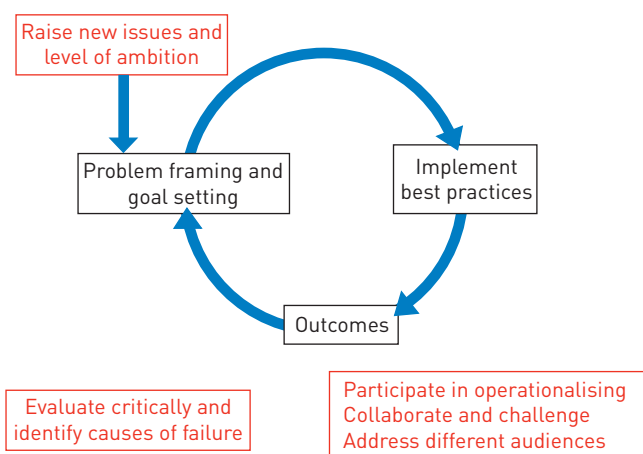 Raise new issues and
level of ambition
Problem framing and
goal setting
Implement
best practices
Outcomes
Evaluate critically and
identify causes of failure
Participate in operationalising
Collaborate and challenge
Address different audiences